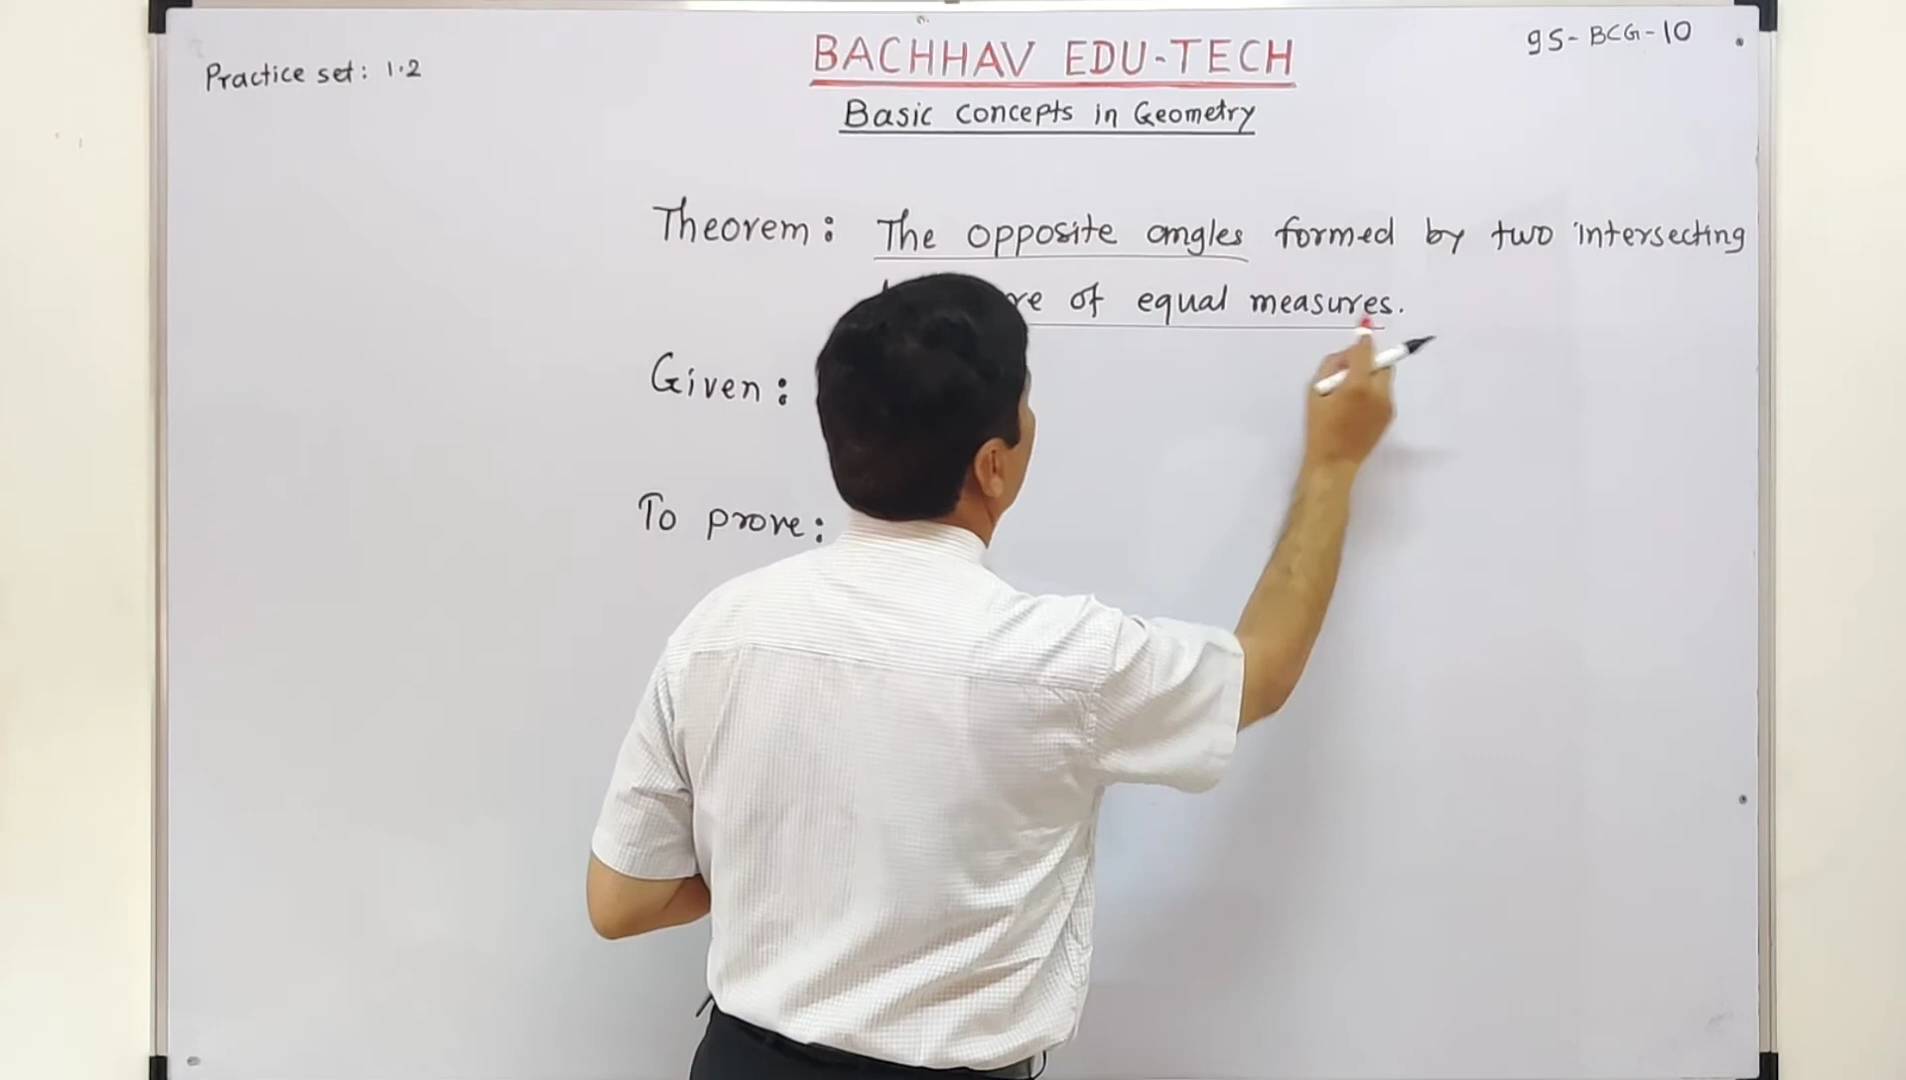 Practice set: 1.2
BACHHAV EDU-TECH
9S-BCG-10
Basic concepts in Geometry
Theorem: The opposite angles formed by two intersecting
of equal measures.
Given:
To prove: